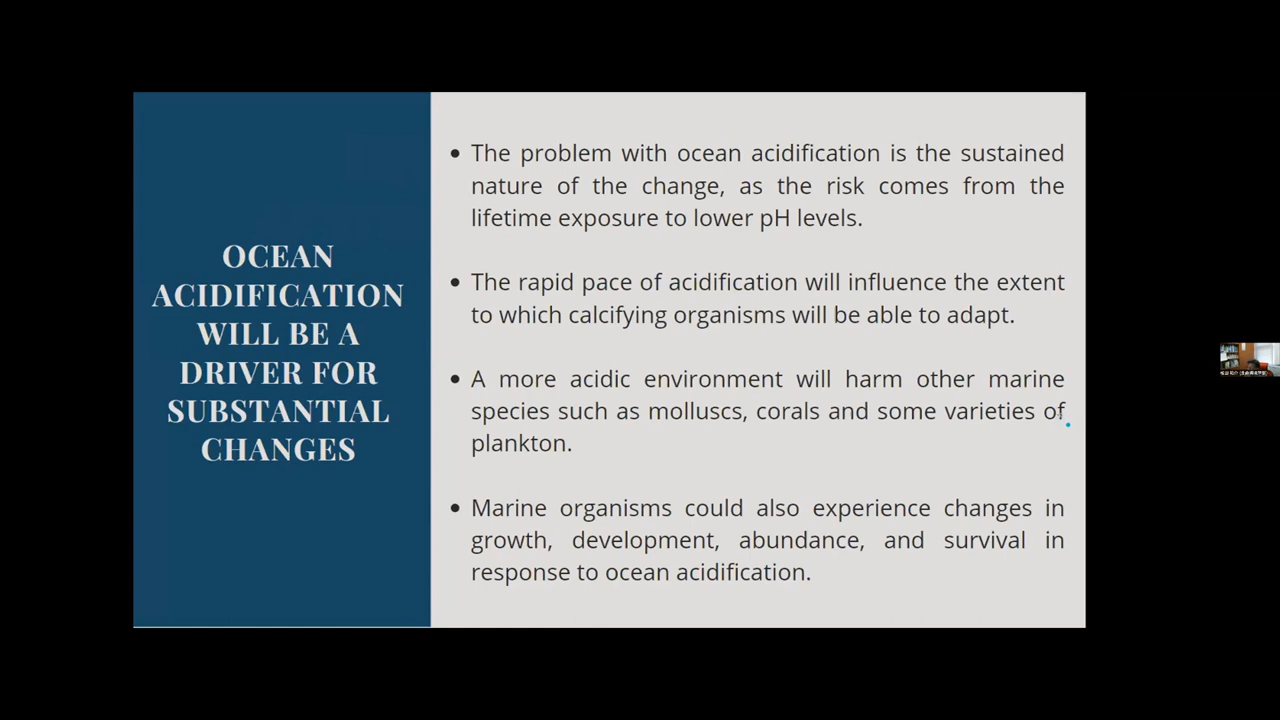 OCEAN
ACIDIFICATION
WILL BE A
DRIVER FOR
SUBSTANTIAL
CHANGES
• The problem with ocean acidification is the sustained
nature of the change, as the risk comes from the
lifetime exposure to lower pH levels.
• The rapid pace of acidification will influence the extent
to which calcifying organisms will be able to adapt.
• A more acidic environment will harm other marine
species such as molluscs, corals and some varieties of
plankton.
• Marine organisms could also experience changes in
growth, development, abundance, and survival in
response to ocean acidification.